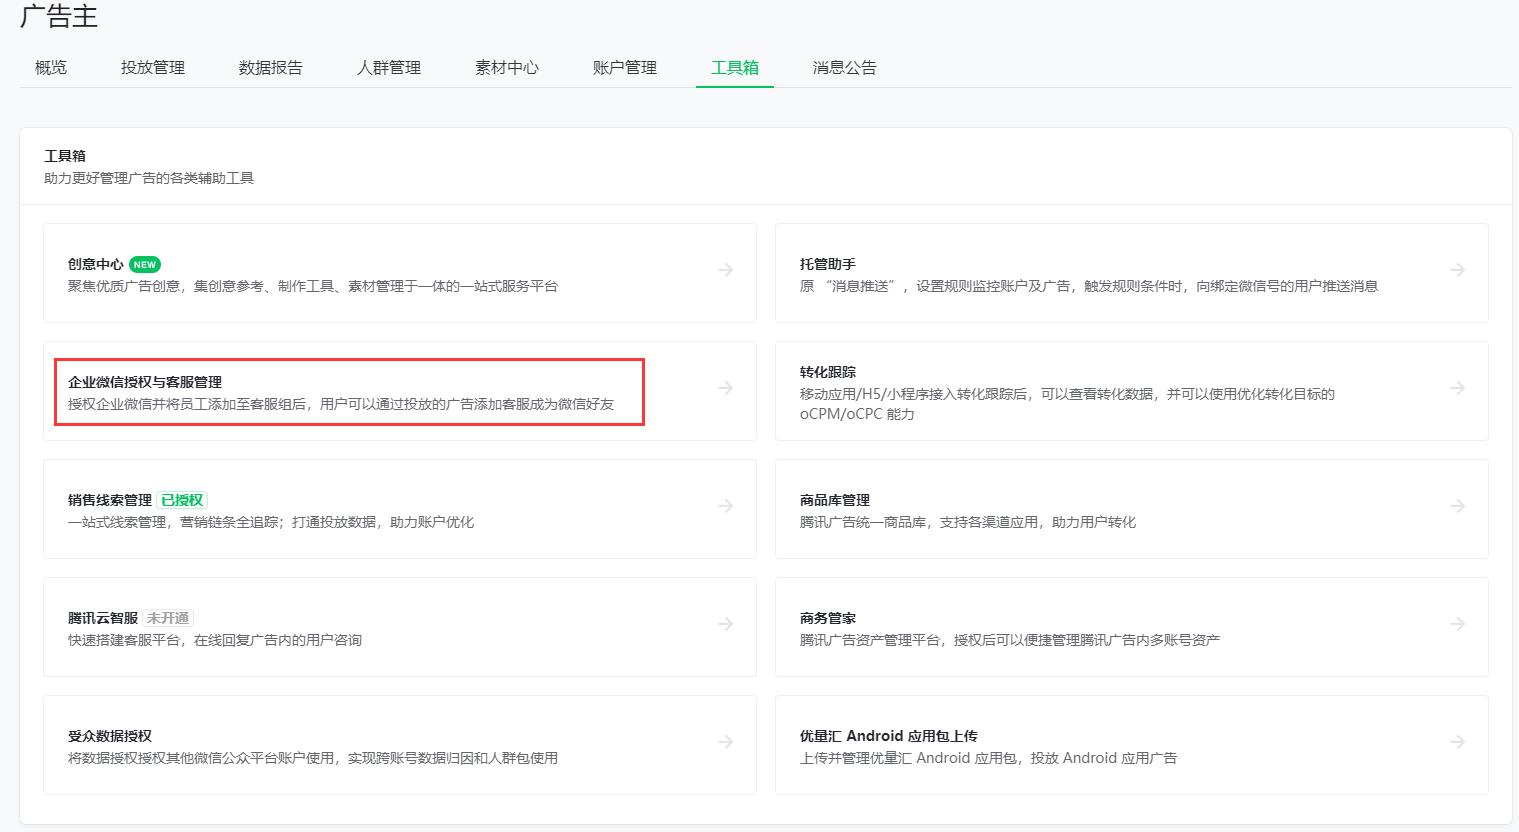 广告主
概览
投放管理
数据报告
人群管理
素材中心
账户管理
工具箱
消息公告
工具箱
助力更好管理广告的各类辅助工具
创意中心 NEW
聚焦优质广告创意，集创意参考、制作工具、素材管理于一体的一站式服务平台
托管助手
原 “消息推送”，设置规则监控账户及广告，触发规则条件时，向绑定微信号的用户推送消息
企业微信授权与客服管理
授权企业微信并将员工添加至客服组后，用户可以通过投放的广告添加客服成为微信好友
转化跟踪
移动应用/H5/小程序接入转化跟踪后，可以查看转化数据，并可以使用优化转化目标的
oCPM/oCPC 能力
销售线索管理 已授权
一站式线索管理，营销链条全追踪；打通投放数据，助力账户优化
商品库管理
腾讯广告统一商品库，支持各渠道应用，助力用户转化
腾讯云智服 未开通
快速搭建客服平台，在线回复广告内的用户咨询
商务管家
腾讯广告资产管理平台，授权后可以便捷管理腾讯广告内多账号资产
受众数据授权
将数据授权授权其他微信公众平台账户使用，实现跨账号数据归因和人群包使用
优量汇 Android 应用包上传
上传并管理优量汇 Android 应用包，投放 Android 应用广告